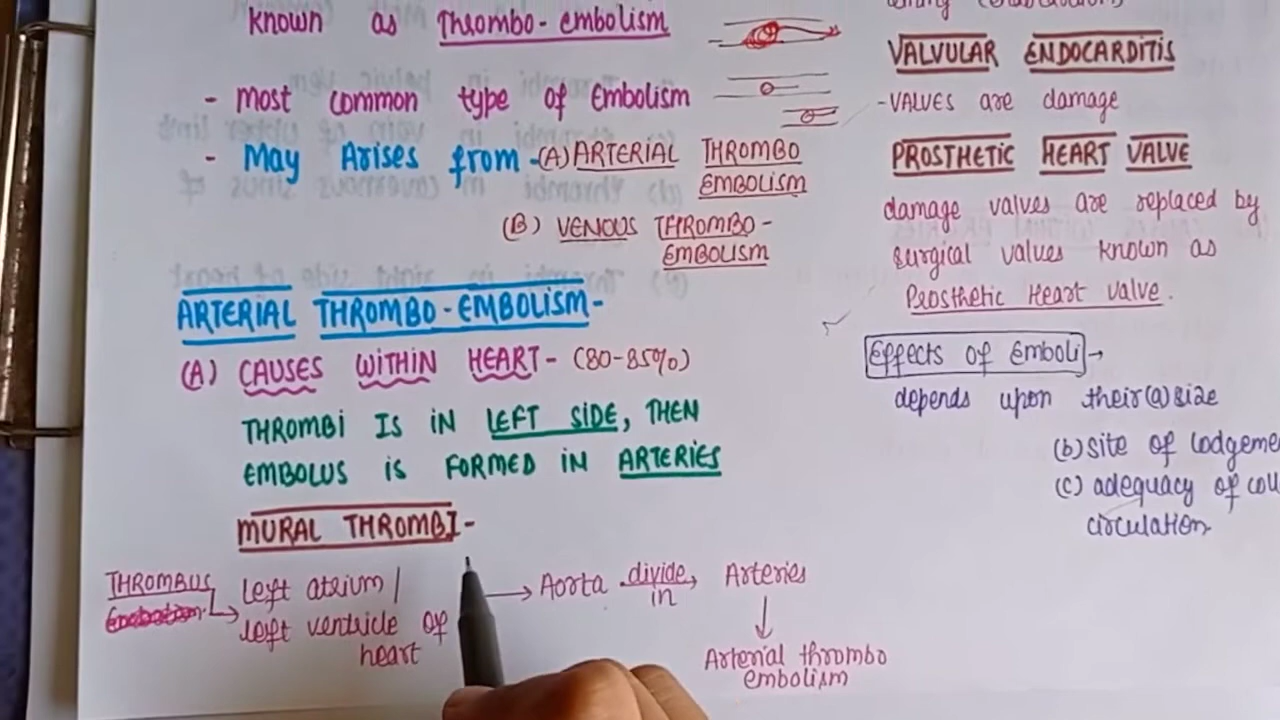 known as Thrombo-embolism
- Most common type of Embolism
- May Arises from -(A) ARTERIAL THROMBO EMBOLISM
(B) VENOUS THROMBO-
EMBOLISM
ARTERIAL THROMBO-EMBOLISM-
(A) CAUSES WITHIN HEART- (80-85%)
THROMBI IS IN LEFT SIDE, THEN
EMBOLUS IS FORMED IN ARTERIES
MURAL THROMBI-
THROMBUS
left atrium /
left ventricle of
heart
→ Aorta divide in → Arteries
↓
Arterial thrombo
embolism
VALVULAR ENDOCARDITIS
-VALVES are damage
PROSTHETIC HEART VALVE
damage valves are replaced by
surgical valves known as
Prosthetic Heart valve.
Effects of Emboli →
depends upon their (a) size
(b) site of lodgeme
(c) adequacy of coll
circulation